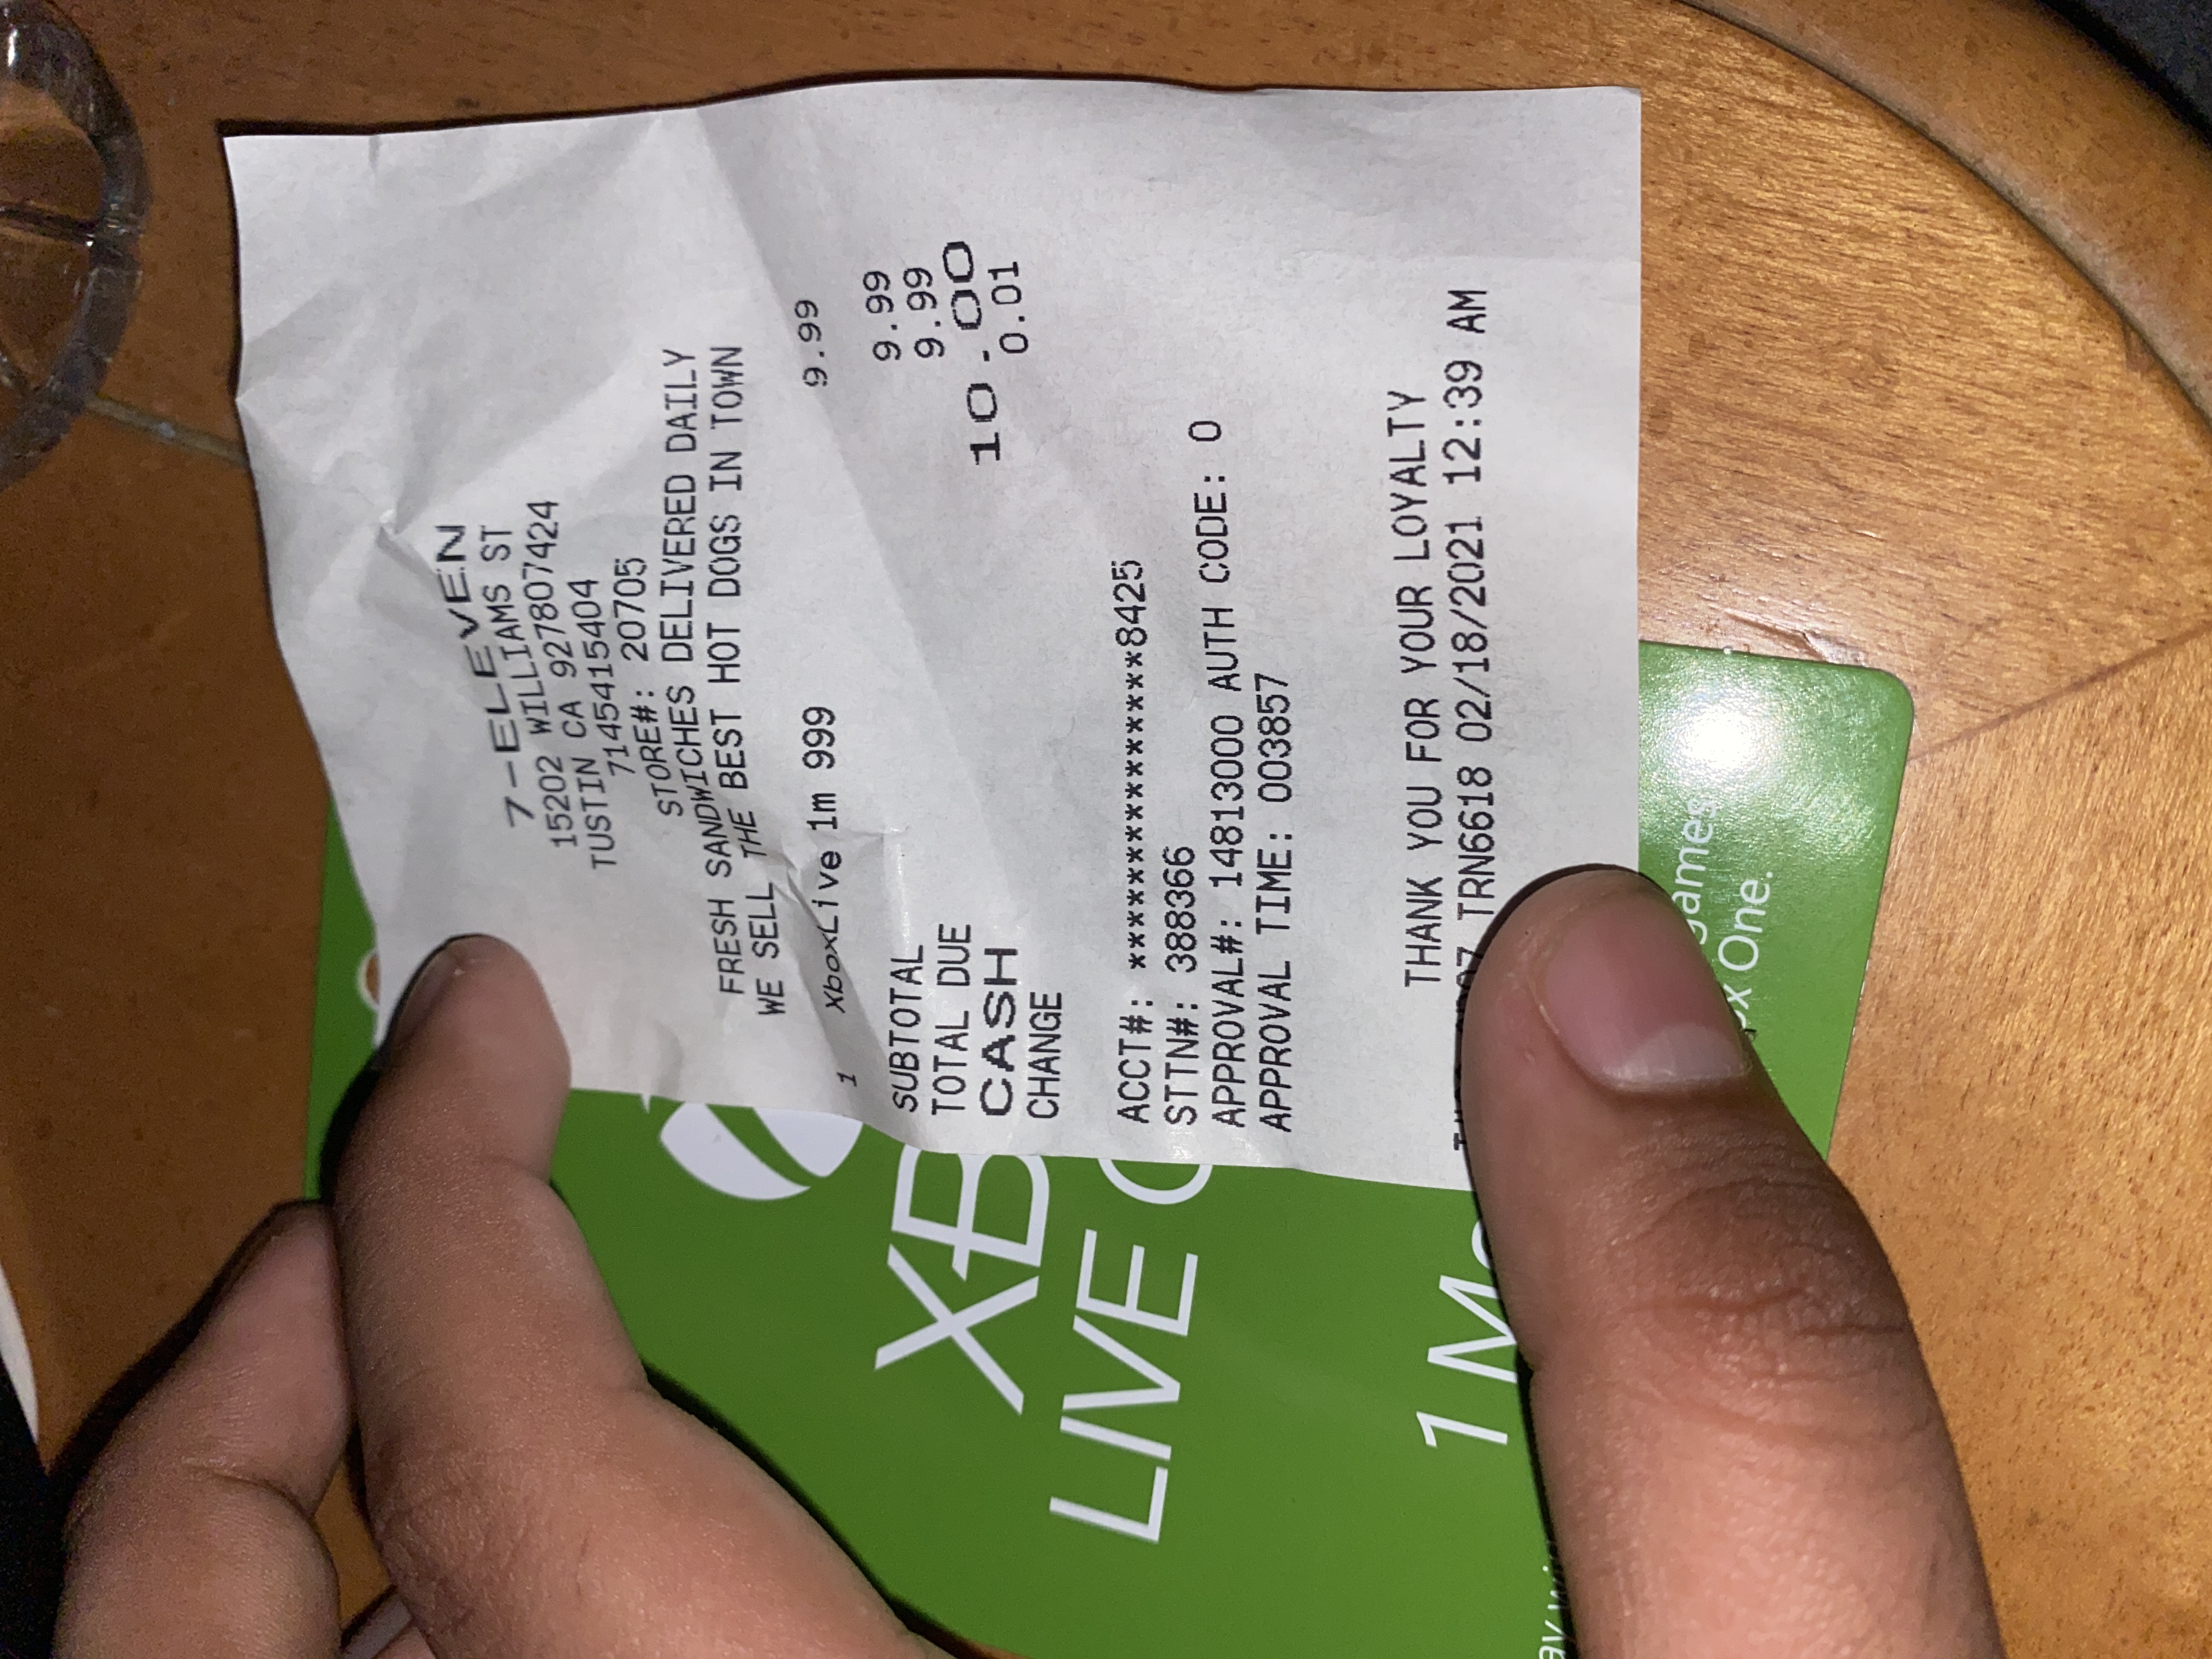 7-ELEVEN
15202 WILLIAMS ST
TUSTIN CA 927807424
7145415404
STORE#: 20705
FRESH SANDWICHES DELIVERED DAILY
WE SELL THE BEST HOT DOGS IN TOWN
1 XboxLive 1m 999 9.99
SUBTOTAL 9.99
TOTAL DUE 9.99
CASH 10.00
CHANGE 0.01
ACCT#: ***************8425
STTN#: 388366
APPROVAL#: 14813000 AUTH CODE: 0
APPROVAL TIME: 003857
THANK YOU FOR YOUR LOYALTY
TRN6618 02/18/2021 12:39 AM
XB
LIVE
1
games.
One.